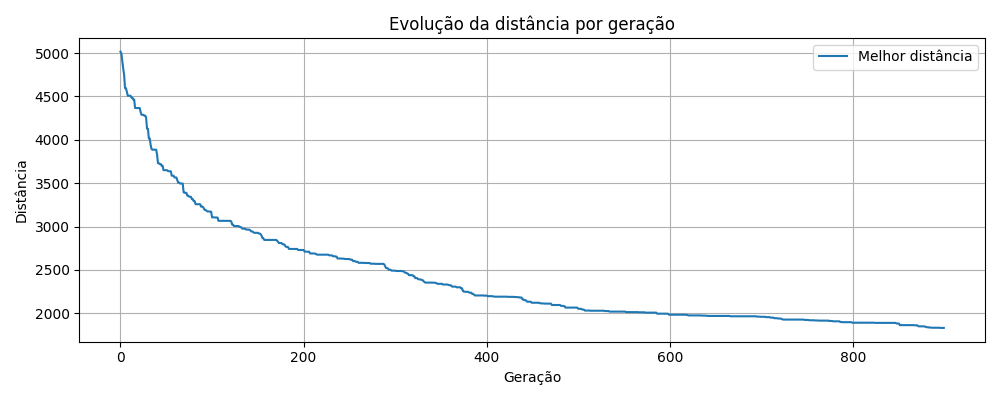 Evolução da distância por geração
Melhor distância
Distância
5000
4500
4000
3500
3000
2500
2000
0 200 400 600 800
Geração